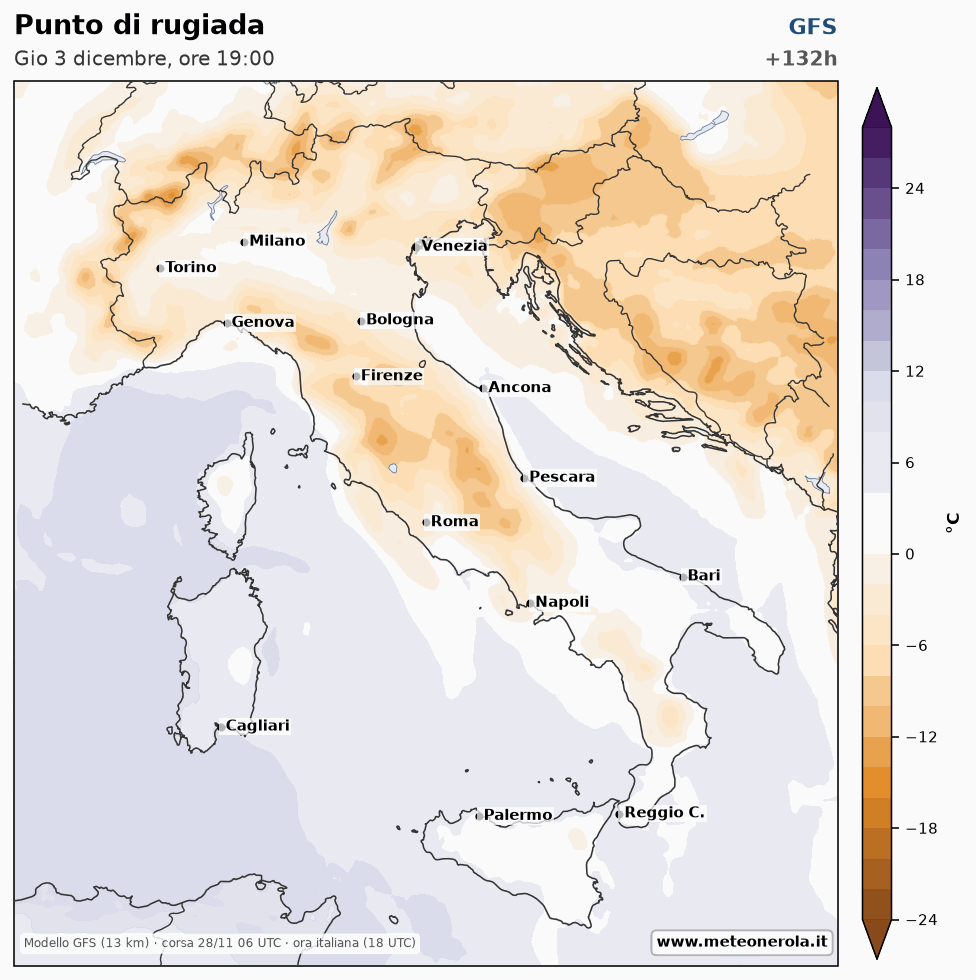 Punto di rugiada
GFS
Gio 3 dicembre, ore 19:00
+132h
Milano
Venezia
Torino
Genova
Bologna
Firenze
Ancona
Pescara
Roma
Bari
Napoli
Cagliari
Palermo
Reggio C.
24
18
12
6
0
−6
−12
−18
−24
°C
Modello GFS (13 km) · corsa 28/11 06 UTC · ora italiana (18 UTC)
www.meteonerola.it